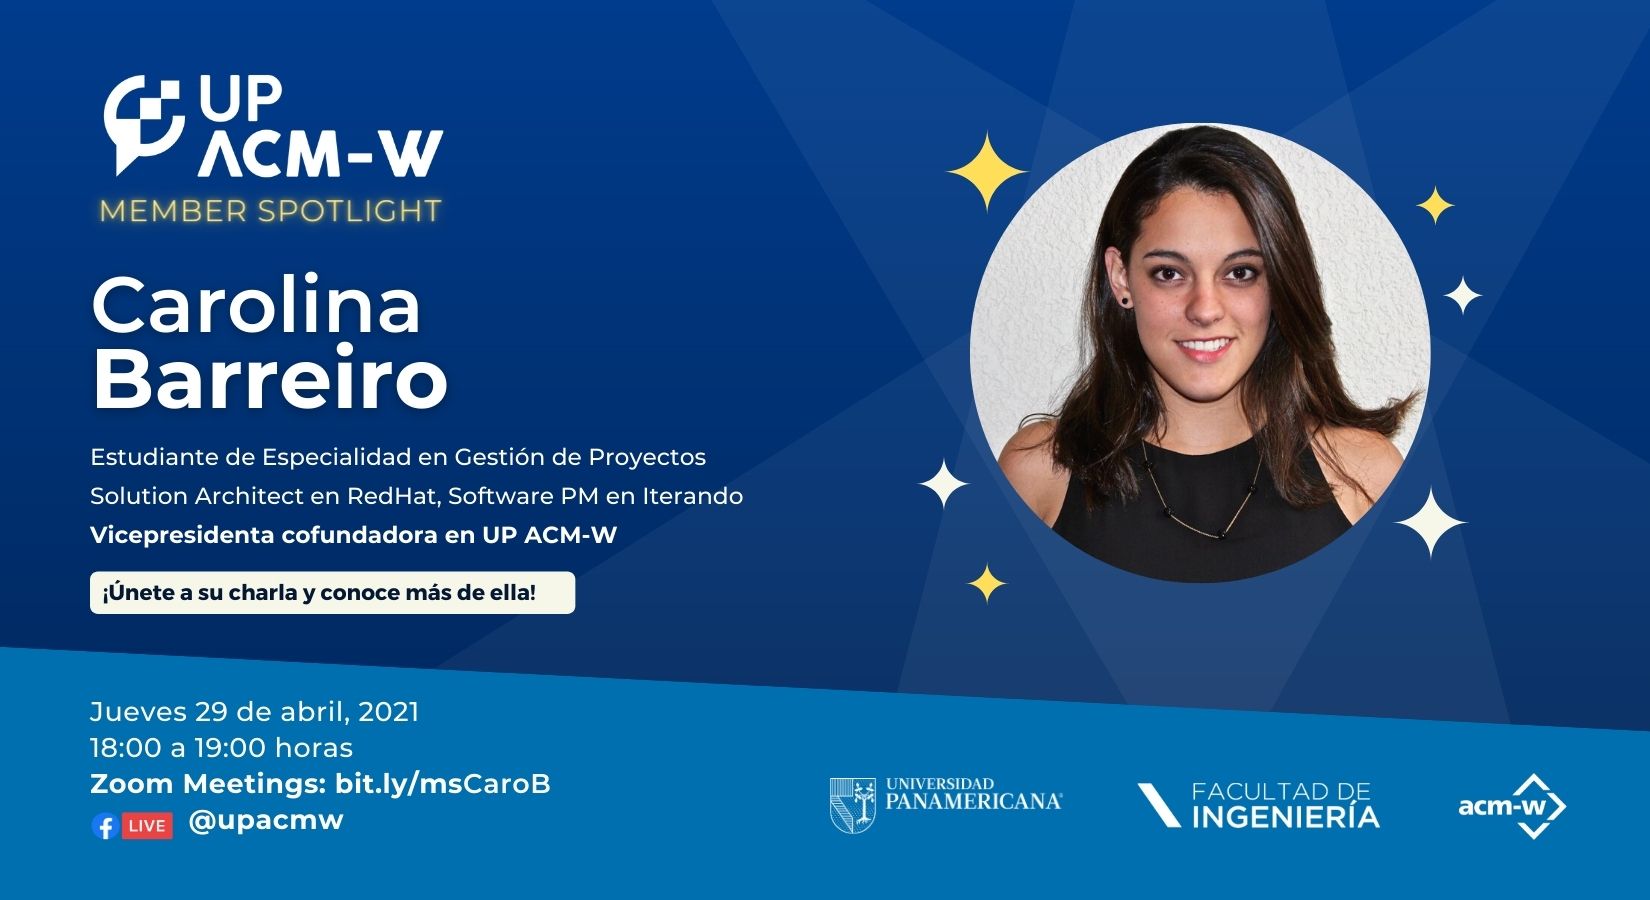 UP
ACM-W
MEMBER SPOTLIGHT
Carolina
Barreiro
Estudiante de Especialidad en Gestión de Proyectos
Solution Architect en RedHat, Software PM en Iterando
Vicepresidenta cofundadora en UP ACM-W
¡Únete a su charla y conoce más de ella!
Jueves 29 de abril, 2021
18:00 a 19:00 horas
Zoom Meetings: bit.ly/msCaroB
LIVE @upacmw
UNIVERSIDAD
PANAMERICANA®
FACULTAD DE
INGENIERÍA
acm-w